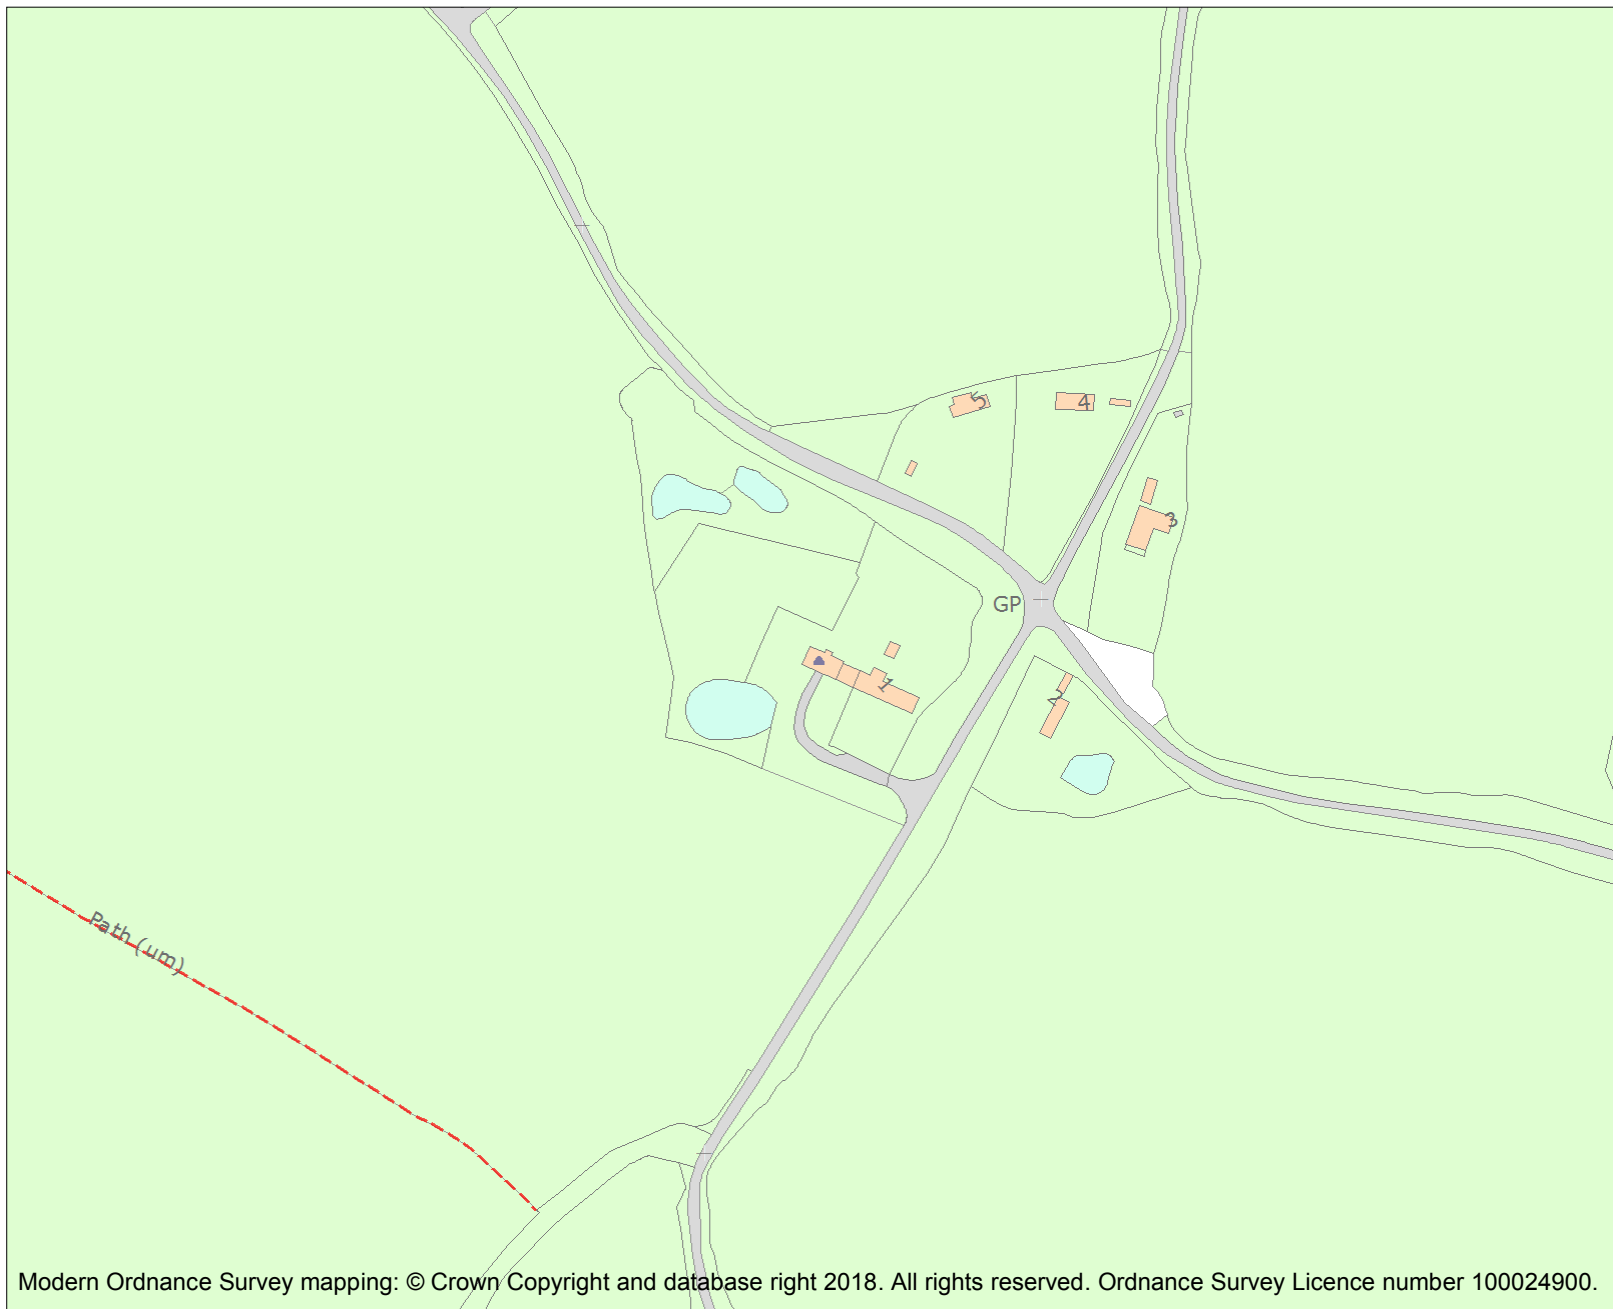 5
4
3
GP
1
2
Path (um)
Modern Ordnance Survey mapping: © Crown Copyright and database right 2018. All rights reserved. Ordnance Survey Licence number 100024900.